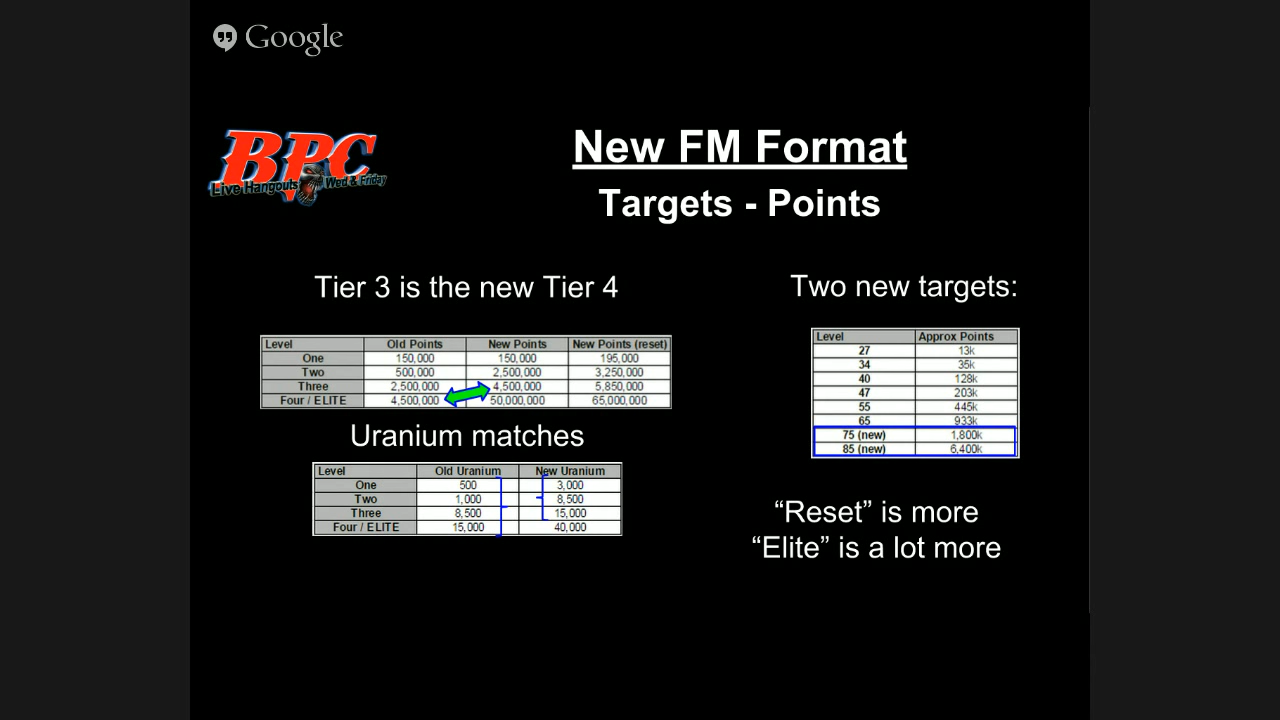 Google
BPC
Live Hangouts Wed & Friday
New FM Format
Targets - Points
Tier 3 is the new Tier 4
Level Old Points New Points New Points (reset)
One 150,000 150,000 195,000
Two 500,000 2,500,000 3,250,000
Three 2,500,000 4,500,000 5,850,000
Four / ELITE 4,500,000 50,000,000 65,000,000
Uranium matches
Level Old Uranium New Uranium
One 500 3,000
Two 1,000 8,500
Three 8,500 15,000
Four / ELITE 15,000 40,000
Two new targets:
Level Approx Points
27 13k
34 35k
40 128k
47 203k
55 445k
65 933k
75 (new) 1,800k
85 (new) 6,400k
“Reset” is more
“Elite” is a lot more